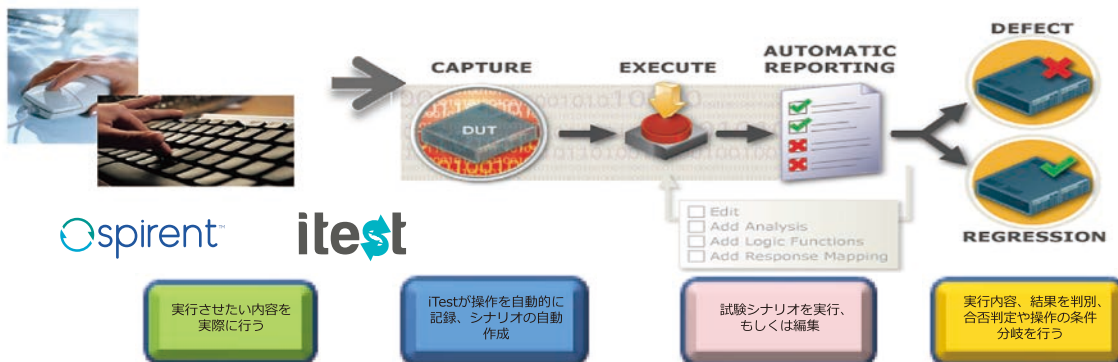 CAPTURE
EXECUTE
AUTOMATIC
REPORTING
DEFECT
DUT
REGRESSION
Edit
Add Analysis
Add Logic Functions
Add Response Mapping
spirent™
itest
実行させたい内容を
実際に行う
iTestが操作を自動的に
記録、シナリオの自動
作成
試験シナリオを実行、
もしくは編集
実行内容、結果を判別、
合否判定や操作の条件
分岐を行う